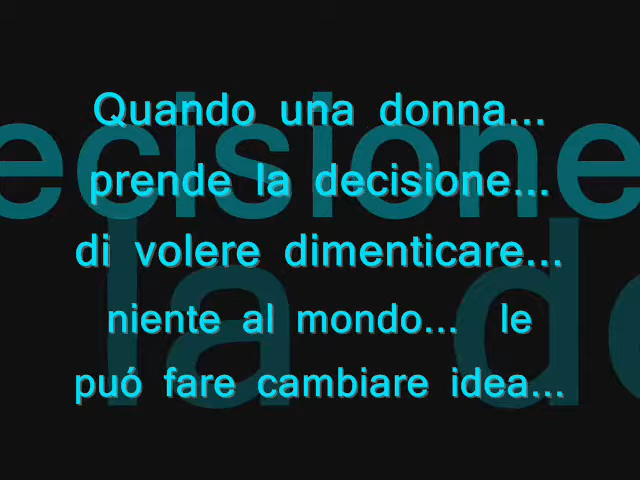 Quando una donna...
prende la decisione...
di volere dimenticare...
niente al mondo... le
puó fare cambiare idea...
ecisione
la d